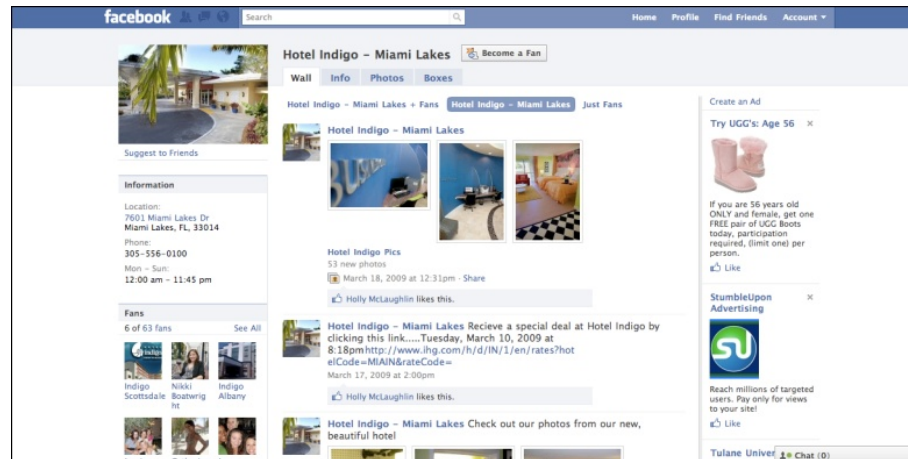 facebook
Search
Home Profile Find Friends Account
Hotel Indigo – Miami Lakes
Become a Fan
Wall Info Photos Boxes
Hotel Indigo – Miami Lakes + Fans Hotel Indigo – Miami Lakes Just Fans
Suggest to Friends
Information
Location:
7601 Miami Lakes Dr
Miami Lakes, FL, 33014
Phone:
305-556-0100
Mon – Sun:
12:00 am – 11:45 pm
Fans
6 of 63 fans See All
Indigo Scottsdale
Nikki Boatwrig
ht
Indigo Albany
Hotel Indigo – Miami Lakes
Hotel Indigo Pics
53 new photos
March 18, 2009 at 12:31pm · Share
Holly McLaughlin likes this.
Hotel Indigo – Miami Lakes Recieve a special deal at Hotel Indigo by
clicking this link.....Tuesday, March 10, 2009 at
8:18pmhttp://www.ihg.com/h/d/IN/1/en/rates?hot
elCode=MIAIN&rateCode=
March 17, 2009 at 2:00pm
Holly McLaughlin likes this.
Hotel Indigo – Miami Lakes Check out our photos from our new,
beautiful hotel
Create an Ad
Try UGG's: Age 56
If you are 56 years old
ONLY and female, get one
FREE pair of UGG Boots
today, participation
required, (limit one) per
person.
Like
StumbleUpon
Advertising
Reach millions of targeted
users. Pay only for views
to your site!
Like
Tulane Univer
Chat (0)